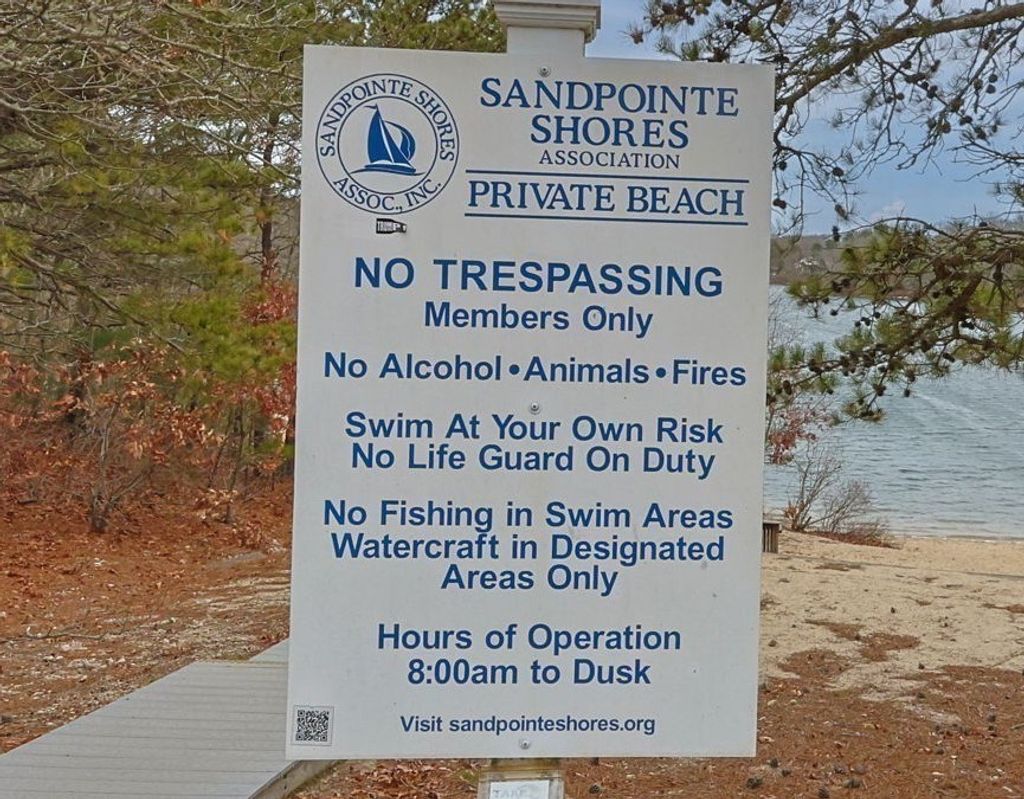 SANDPOINTE SHORES
ASSOC., INC.
SANDPOINTE
SHORES
ASSOCIATION
PRIVATE BEACH
NO TRESPASSING
Members Only
No Alcohol • Animals • Fires
Swim At Your Own Risk
No Life Guard On Duty
No Fishing in Swim Areas
Watercraft in Designated
Areas Only
Hours of Operation
8:00am to Dusk
Visit sandpointeshores.org